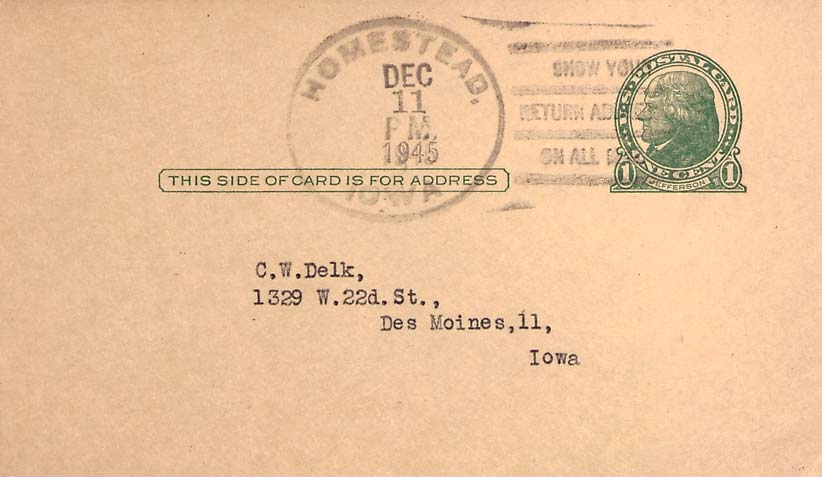 HOMESTEAD.
DEC
11
P M.
1945
IOWA
SHOW YOUR
RETURN ADDRESS
ON ALL
U.S. POSTAL CARD
ONE CENT
1 JEFFERSON 1
THIS SIDE OF CARD IS FOR ADDRESS
C.W.Delk,
1329 W.22d.St.,
Des Moines,11,
Iowa